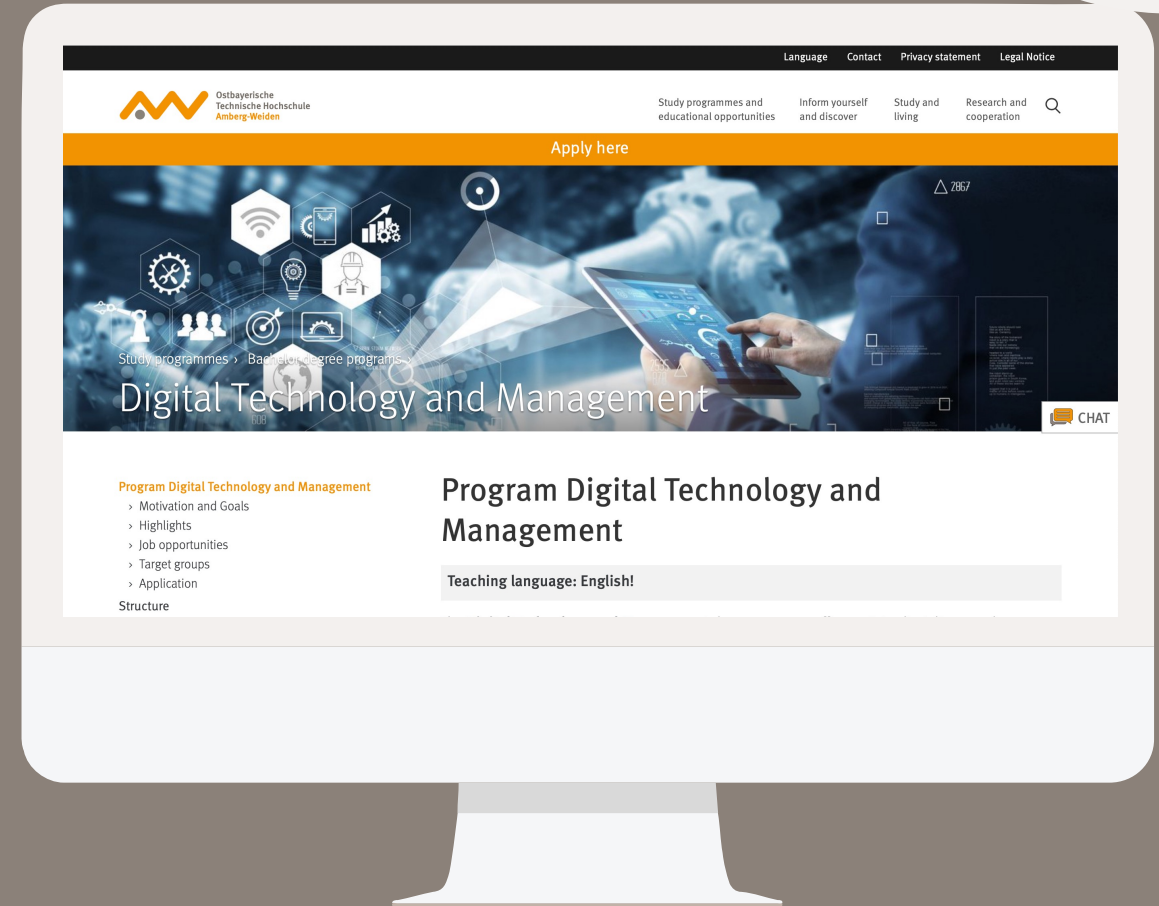 Language Contact Privacy statement Legal Notice
Ostbayerische
Technische Hochschule
Amberg-Weiden
Study programmes and
educational opportunities
Inform yourself
and discover
Study and
living
Research and
cooperation
Apply here
2867
Study programmes › Bachelor degree programs ›
Digital Technology and Management
608
CHAT
Program Digital Technology and Management
› Motivation and Goals
› Highlights
› Job opportunities
› Target groups
› Application
Structure
Program Digital Technology and
Management
Teaching language: English!